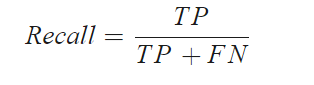 Recall = TP / TP + FN